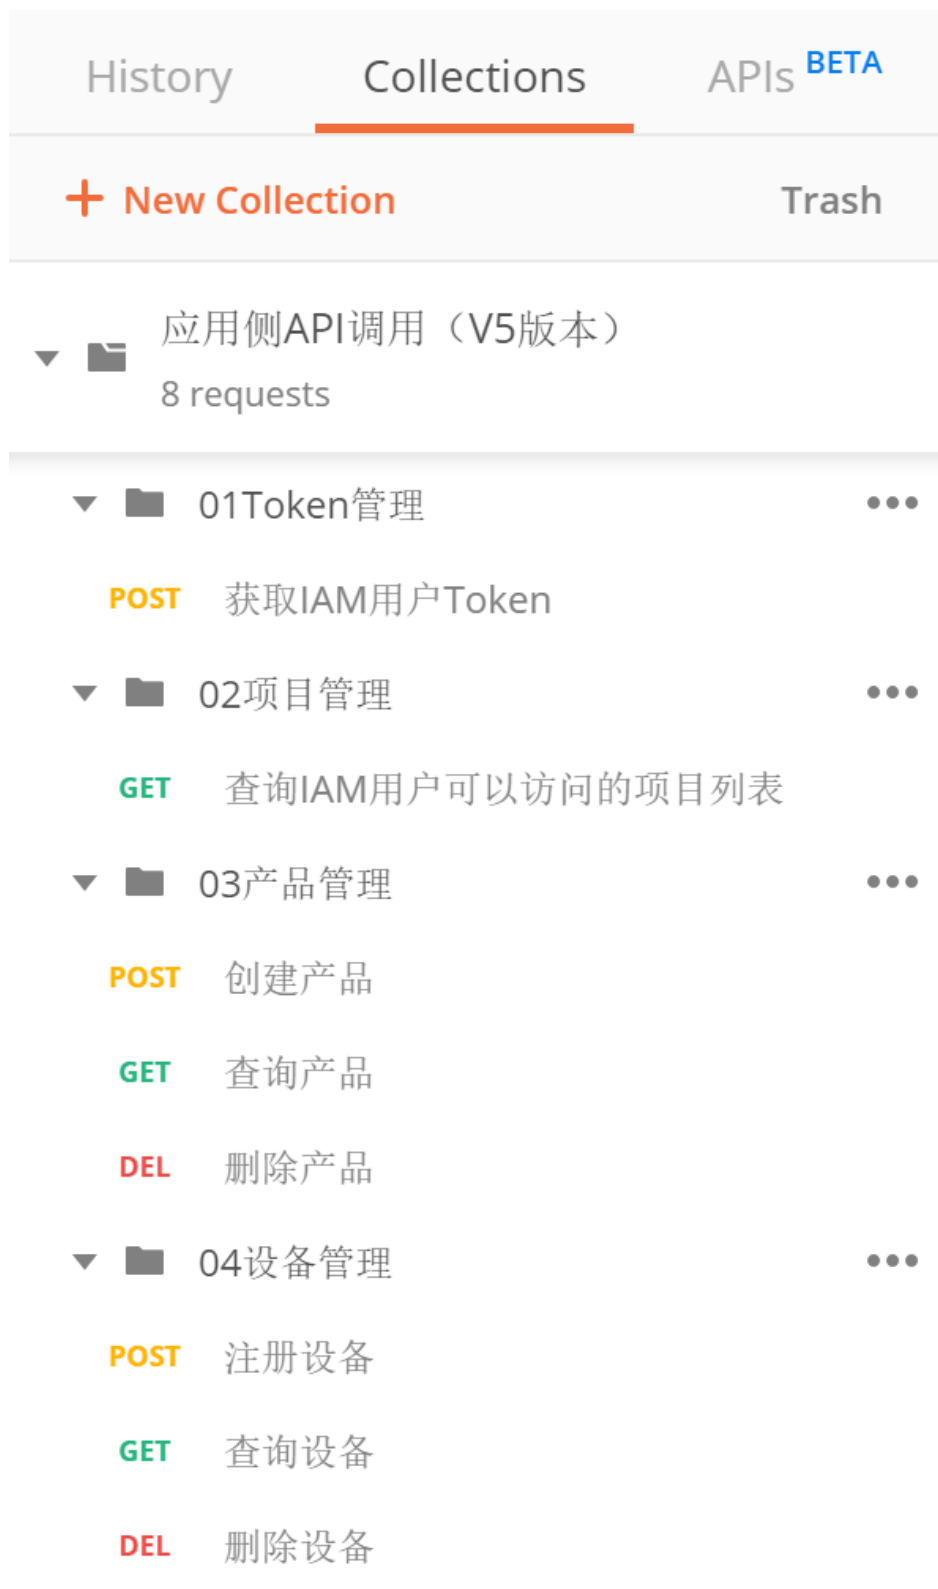 History Collections APIs BETA
+ New Collection Trash
应用侧API调用（V5版本）
8 requests
01Token管理
POST 获取IAM用户Token
02项目管理
GET 查询IAM用户可以访问的项目列表
03产品管理
POST 创建产品
GET 查询产品
DEL 删除产品
04设备管理
POST 注册设备
GET 查询设备
DEL 删除设备